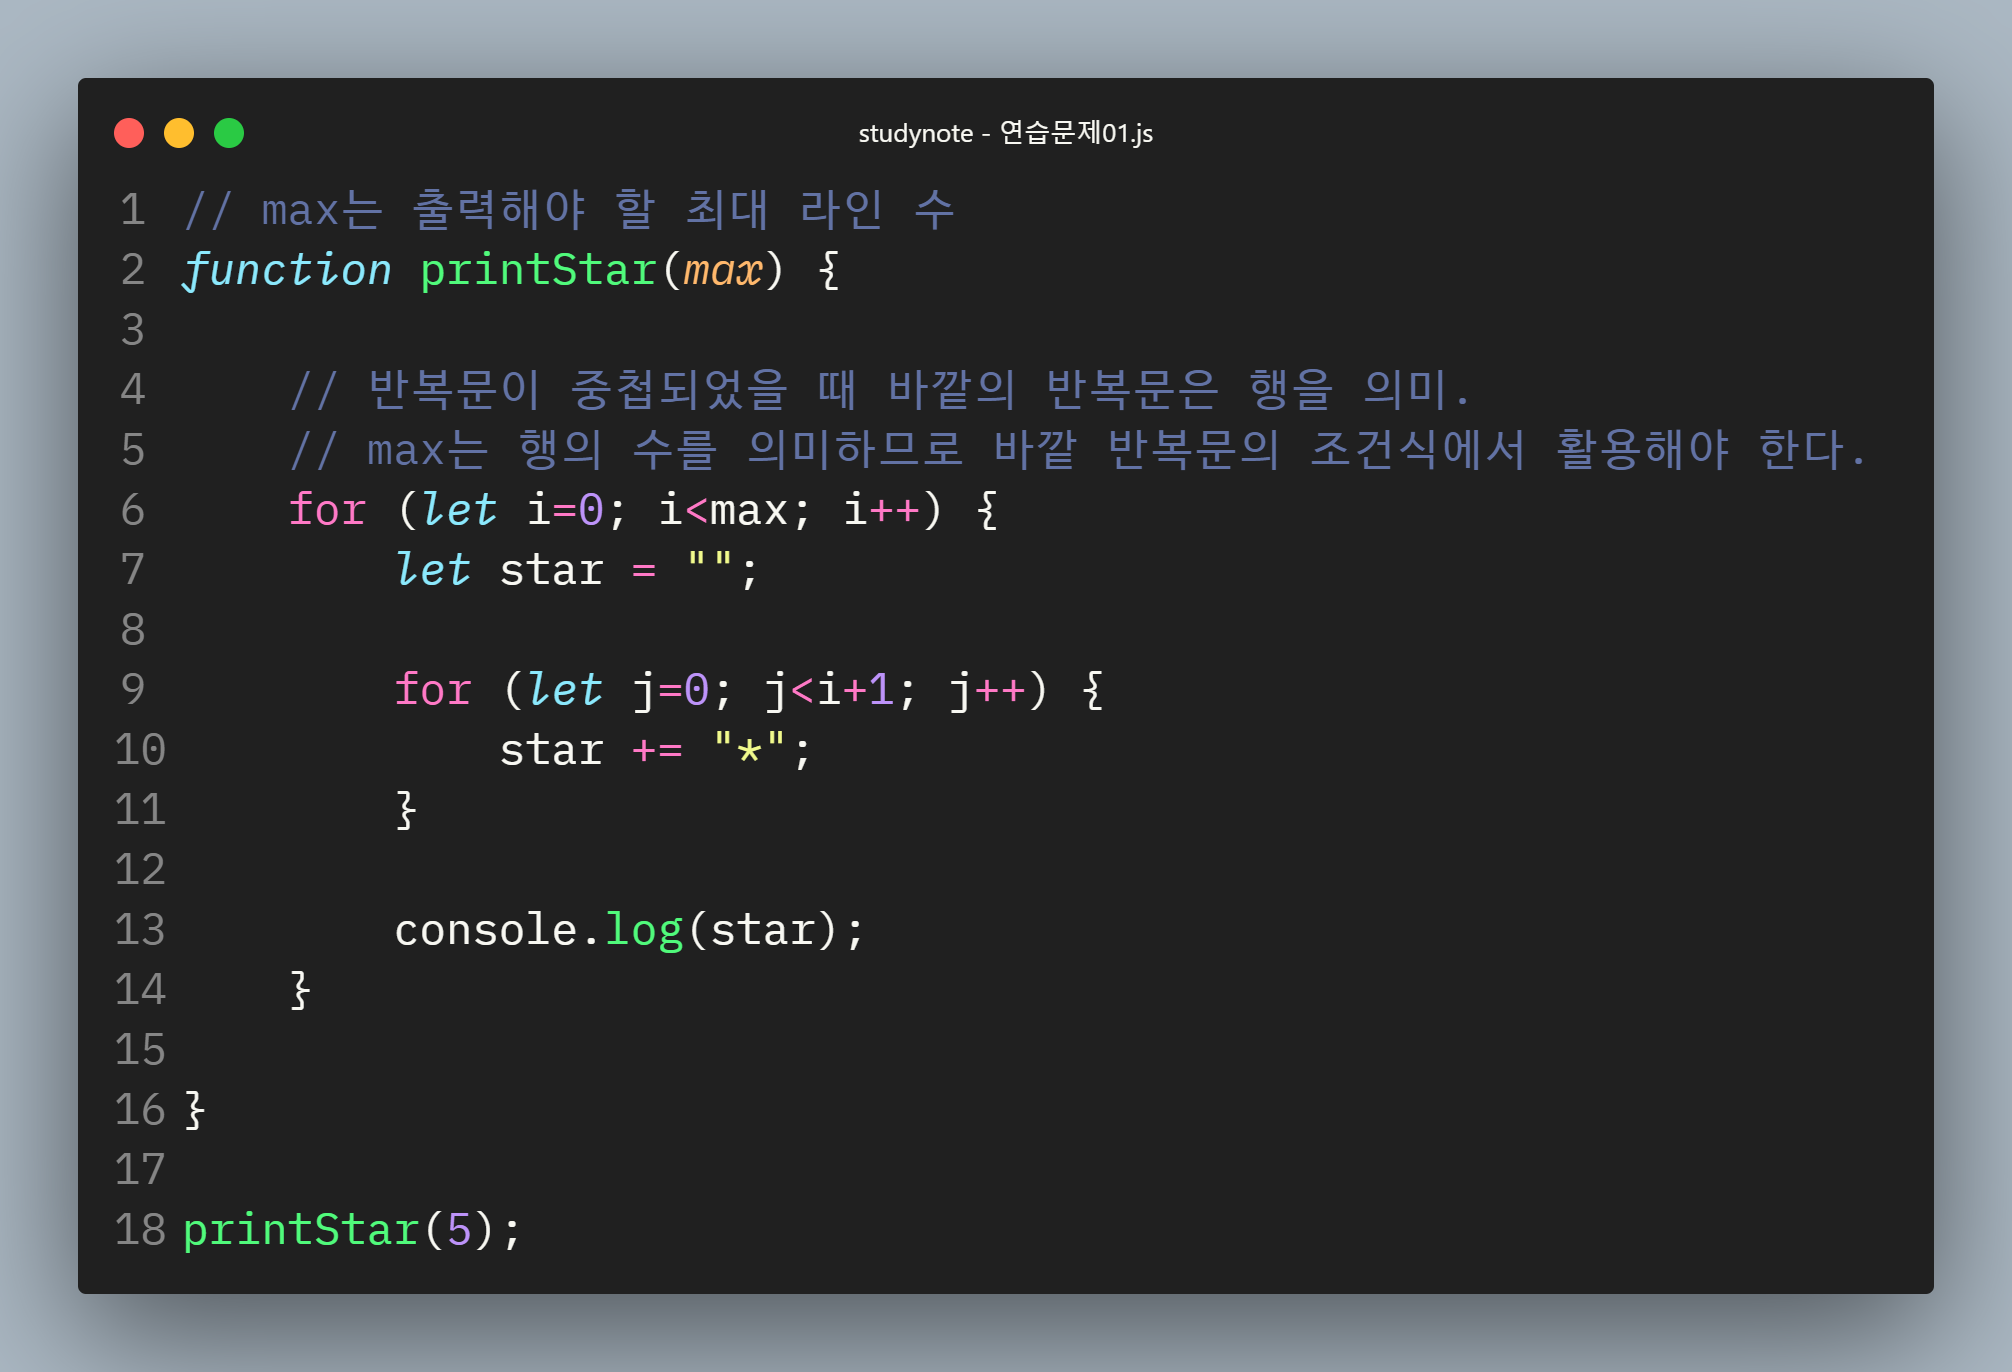 studynote - 연습문제01.js
1 // max는 출력해야 할 최대 라인 수
2 function printStar(max) {
3
4     // 반복문이 중첩되었을 때 바깥의 반복문은 행을 의미.
5     // max는 행의 수를 의미하므로 바깥 반복문의 조건식에서 활용해야 한다.
6     for (let i=0; i<max; i++) {
7         let star = "";
8
9         for (let j=0; j<i+1; j++) {
10             star += "*";
11         }
12
13         console.log(star);
14     }
15
16 }
17
18 printStar(5);